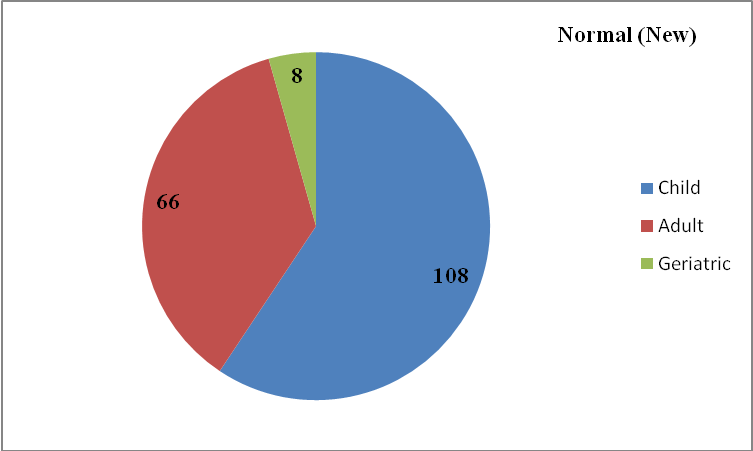 Normal (New)
8
66
108
Child
Adult
Geriatric